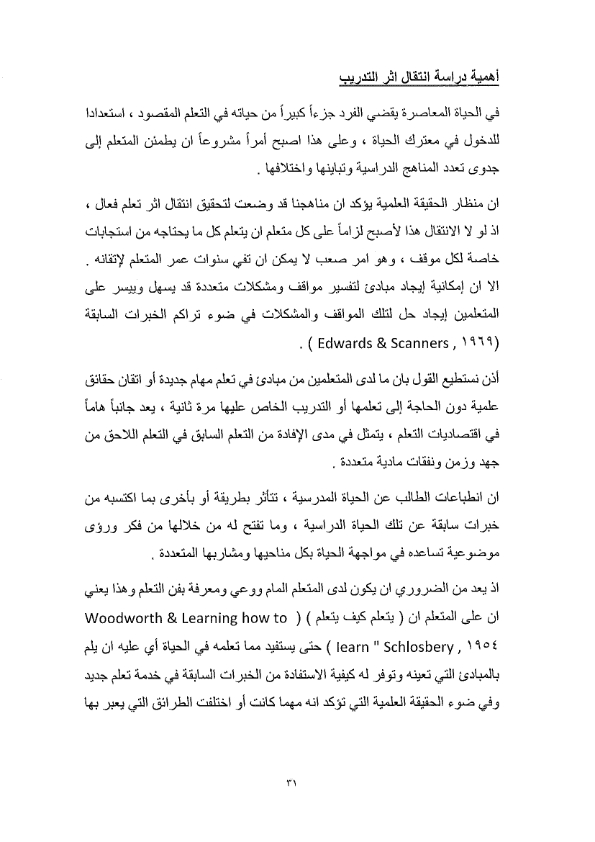 أهمية دراسة انتقال اثر التدريب
في الحياة المعاصرة يقضي الفرد جزءاً كبيراً من حياته في التعلم المقصود ، استعدادا
للدخول في معترك الحياة ، وعلى هذا اصبح أمراً مشروعاً ان يطمئن المتعلم إلى
جدوى تعدد المناهج الدراسية وتباينها واختلافها .
ان منظار الحقيقة العلمية يؤكد ان مناهجنا قد وضعت لتحقيق انتقال اثر تعلم فعال ،
اذ لو لا الانتقال هذا لأصبح لزاماً على كل متعلم ان يتعلم كل ما يحتاجه من استجابات
خاصة لكل موقف ، وهو امر صعب لا يمكن ان تفي سنوات عمر المتعلم لإتقانه .
الا ان إمكانية إيجاد مبادئ لتفسير مواقف ومشكلات متعددة قد يسهل وييسر على
المتعلمين إيجاد حل لتلك المواقف والمشكلات في ضوء تراكم الخبرات السابقة
(Edwards & Scanners , ١٩٦٩ ) .
أذن نستطيع القول بان ما لدى المتعلمين من مبادئ في تعلم مهام جديدة أو اتقان حقائق
علمية دون الحاجة إلى تعلمها أو التدريب الخاص عليها مرة ثانية ، يعد جانباً هاماً
في اقتصاديات التعلم ، يتمثل في مدى الإفادة من التعلم السابق في التعلم اللاحق من
جهد وزمن ونفقات مادية متعددة .
ان انطباعات الطالب عن الحياة المدرسية ، تتأثر بطريقة أو بأخرى بما اكتسبه من
خبرات سابقة عن تلك الحياة الدراسية ، وما تفتح له من خلالها من فكر ورؤى
موضوعية تساعده في مواجهة الحياة بكل مناحيها ومشاربها المتعددة .
اذ يعد من الضروري ان يكون لدى المتعلم المام ووعي ومعرفة بفن التعلم وهذا يعني
ان على المتعلم ان ( يتعلم كيف يتعلم ) ( Woodworth & Learning how to
Iearn " Schlosbery , ١٩٥٤ ) حتى يستفيد مما تعلمه في الحياة أي عليه ان يلم
بالمبادئ التي تعينه وتوفر له كيفية الاستفادة من الخبرات السابقة في خدمة تعلم جديد
وفي ضوء الحقيقة العلمية التي تؤكد انه مهما كانت أو اختلفت الطرائق التي يعبر بها
٣١